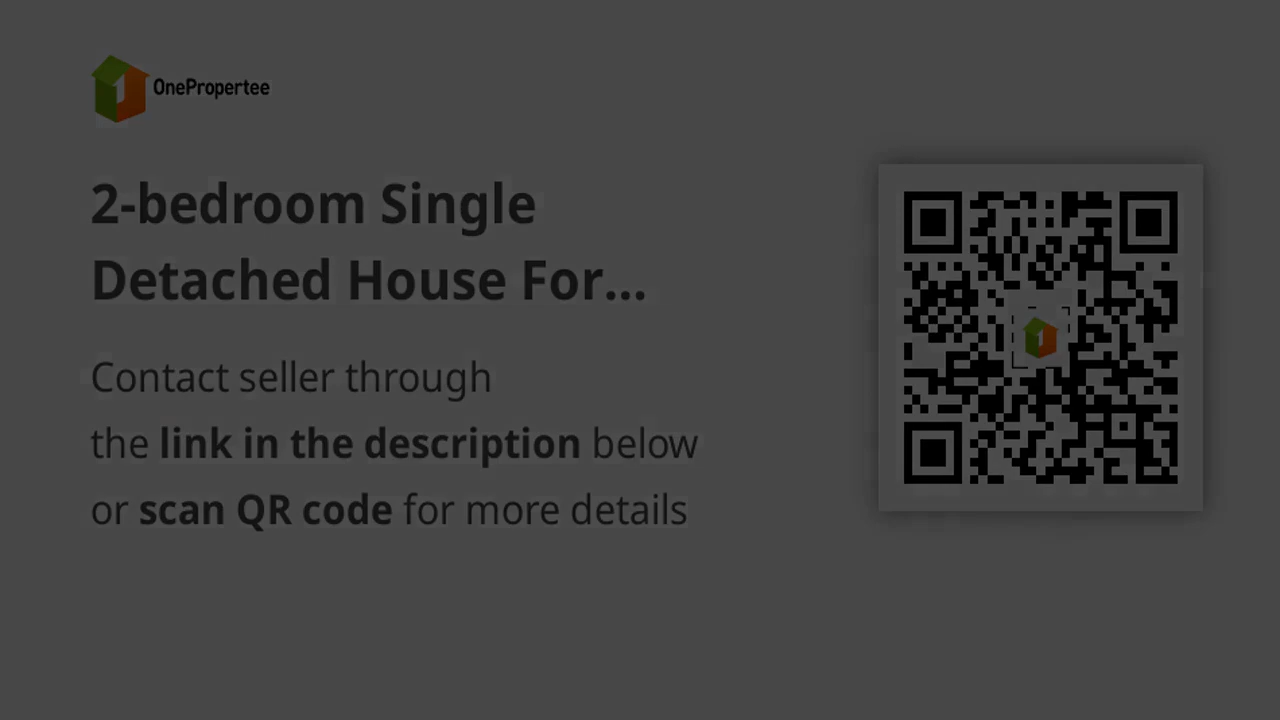 OnePropertee
2-bedroom Single
Detached House For...
Contact seller through
the link in the description below
or scan QR code for more details